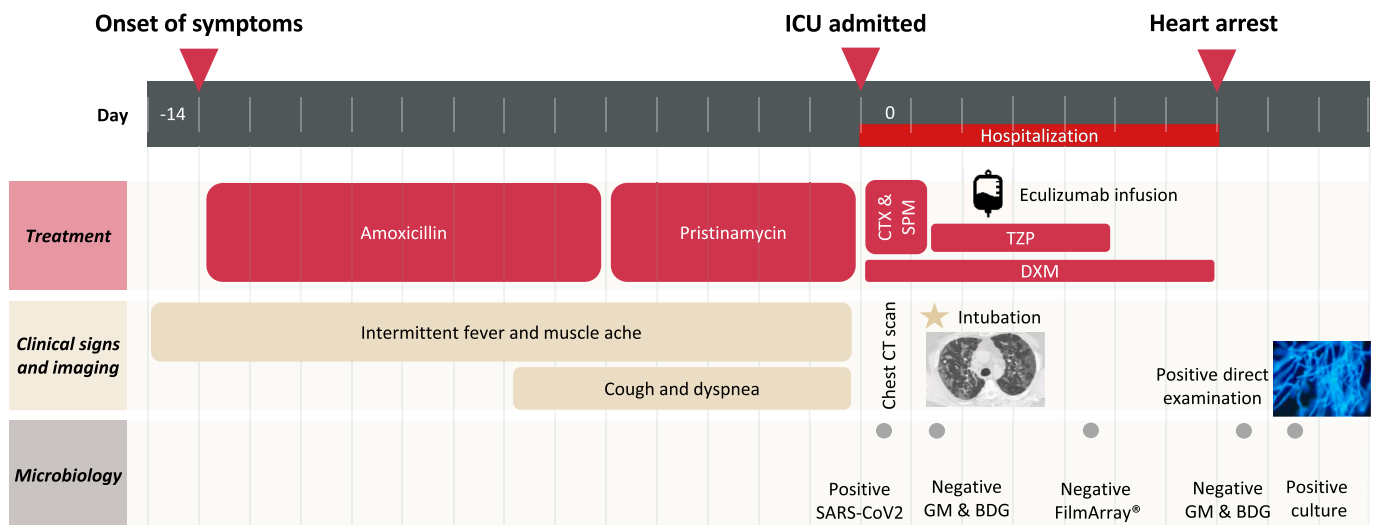 Onset of symptoms
ICU admitted
Heart arrest
Day
-14
0
Hospitalization
Treatment
Amoxicillin
Pristinamycin
CTX &
SPM
Eculizumab infusion
TZP
DXM
Clinical signs
and imaging
Intermittent fever and muscle ache
Cough and dyspnea
Chest CT scan
Intubation
Positive direct
examination
Microbiology
Positive
SARS-CoV2
Negative
GM & BDG
Negative
FilmArray®
Negative
GM & BDG
Positive
culture